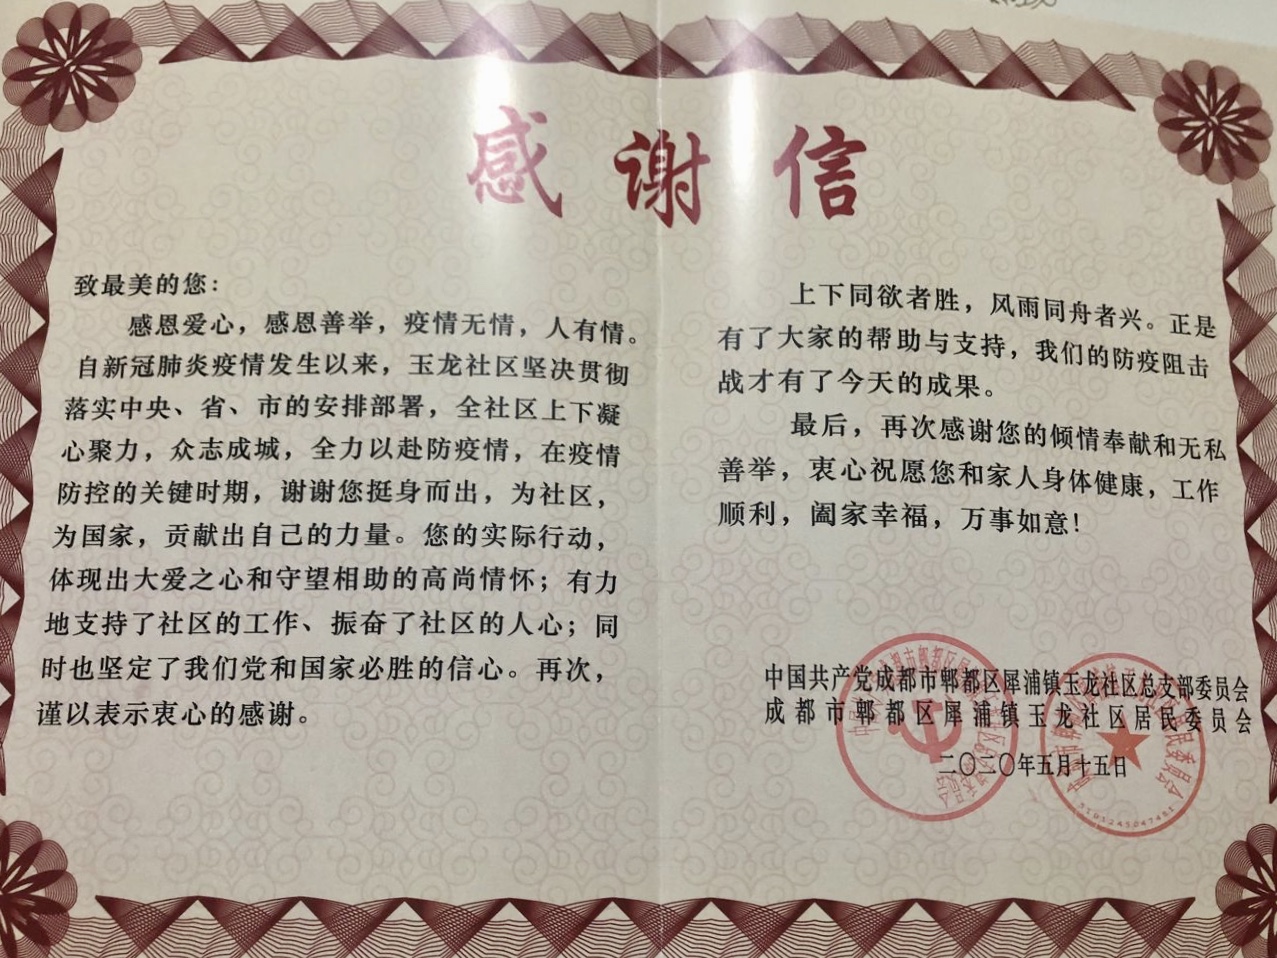 感谢信
致最美的您：
感恩爱心，感恩善举，疫情无情，人有情。
自新冠肺炎疫情发生以来，玉龙社区坚决贯彻
落实中央、省、市的安排部署，全社区上下凝
心聚力，众志成城，全力以赴防疫情，在疫情
防控的关键时期，谢谢您挺身而出，为社区，
为国家，贡献出自己的力量。您的实际行动，
体现出大爱之心和守望相助的高尚情怀；有力
地支持了社区的工作、振奋了社区的人心；同
时也坚定了我们党和国家必胜的信心。再次，
谨以表示衷心的感谢。
上下同欲者胜，风雨同舟者兴。正是
有了大家的帮助与支持，我们的防疫阻击
战才有了今天的成果。
最后，再次感谢您的倾情奉献和无私
善举，衷心祝愿您和家人身体健康，工作
顺利，阖家幸福，万事如意！
中国共产党成都市郫都区犀浦镇玉龙社区总支部委员会
成都市郫都区犀浦镇玉龙社区居民委员会
二〇二〇年五月十五日